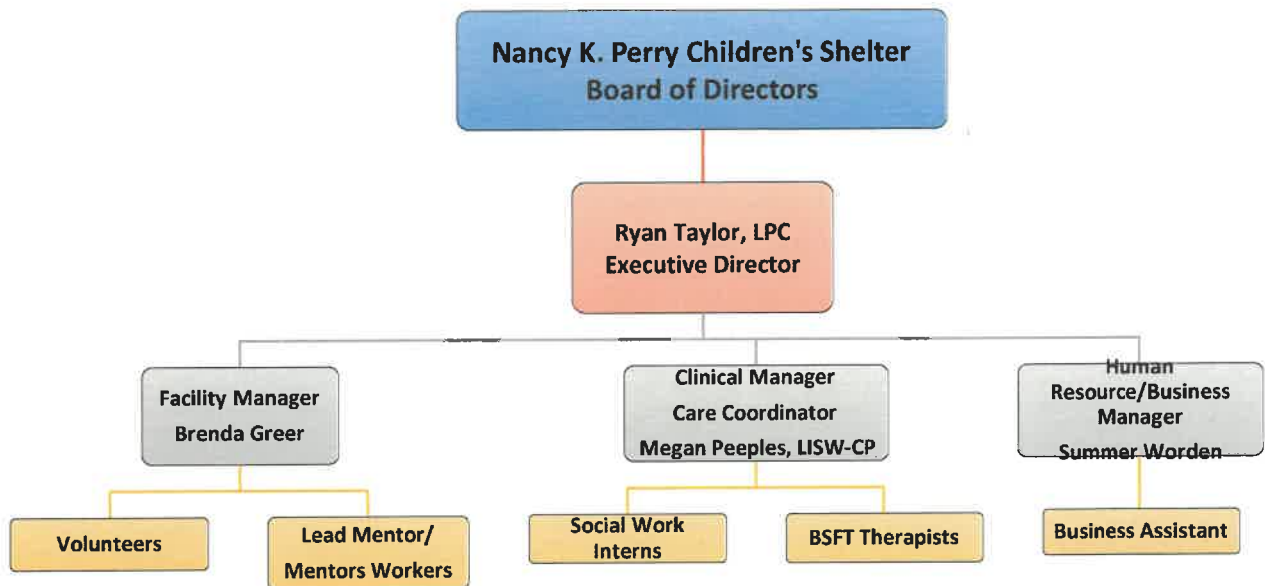 Nancy K. Perry Children's Shelter
Board of Directors
Ryan Taylor, LPC
Executive Director
Facility Manager
Brenda Greer
Clinical Manager
Care Coordinator
Megan Peeples, LISW-CP
Human
Resource/Business
Manager
Summer Worden
Volunteers
Lead Mentor/
Mentors Workers
Social Work
Interns
BSFT Therapists
Business Assistant